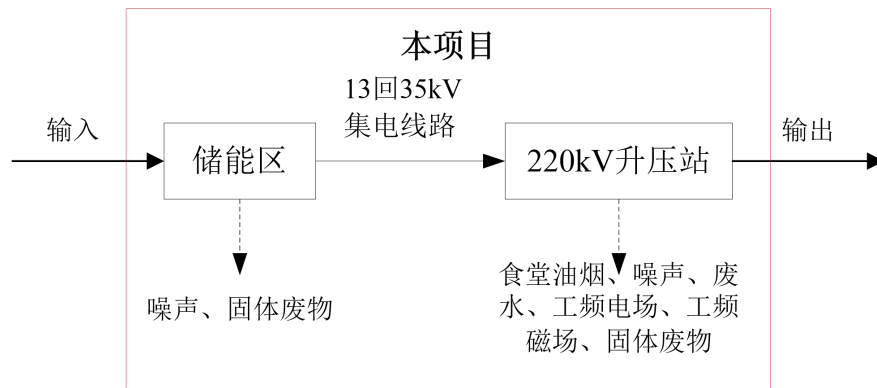 本项目
13回35kV
集电线路
输入
储能区
220kV升压站
输出
噪声、固体废物
食堂油烟、噪声、废
水、工频电场、工频
磁场、固体废物